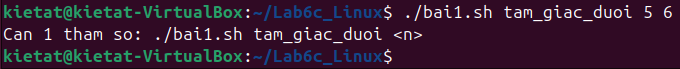 kietat@kietat-VirtualBox:~/Lab6c_Linux$ ./bai1.sh tam_giac_duoi 5 6
Can 1 tham so: ./bai1.sh tam_giac_duoi <n>
kietat@kietat-VirtualBox:~/Lab6c_Linux$